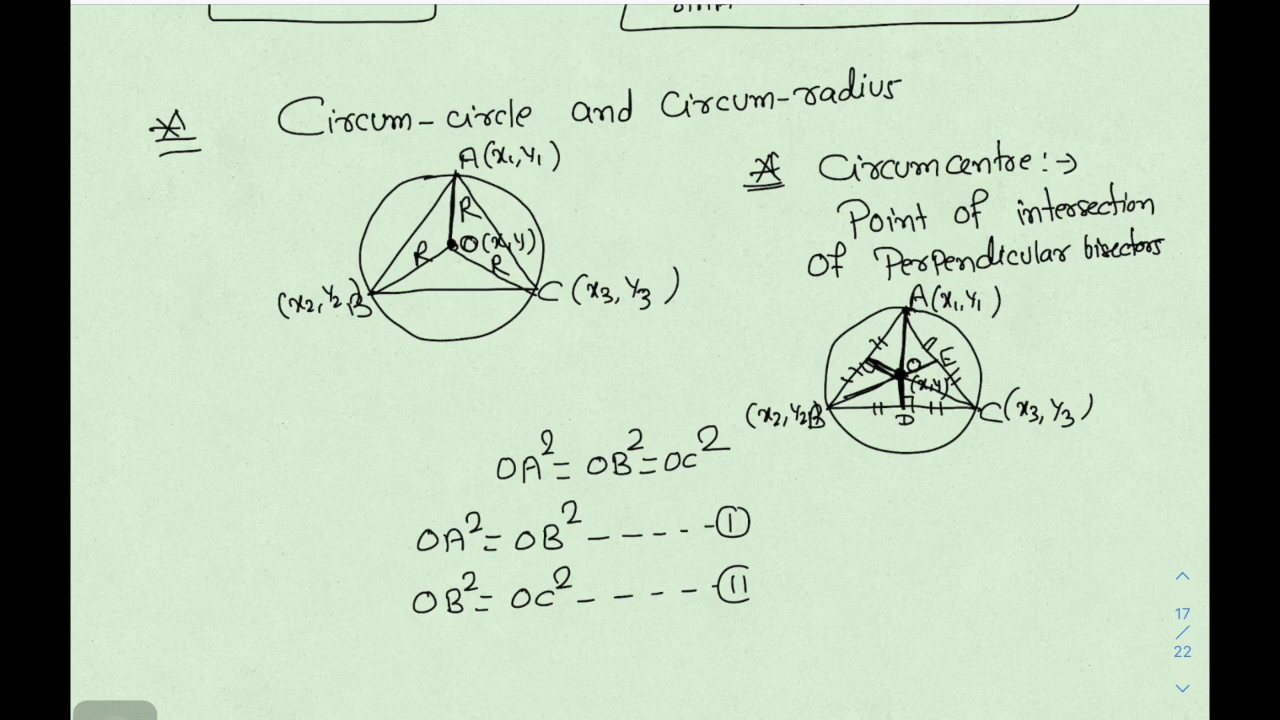 Circum-circle and circum-radius
A(x₁,y₁)
R
O(x,y)
R
R
(x₂,y₂)B
C (x₃, y₃)
Circumcentre:→
Point of intersection
of Perpendicular bisectors
A(x₁,y₁)
E
O
(x,y)
(x₂,y₂)B
D
C(x₃, y₃)
OA² = OB² = OC²
OA² = OB² ----- Ⓘ
OB² = OC² ----- Ⓘⓘ
17
/
22